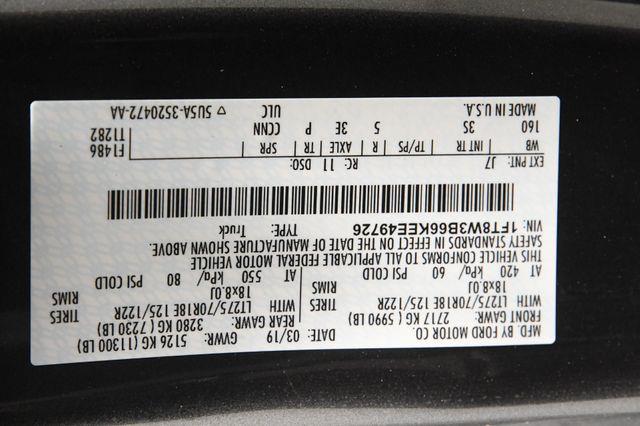 MFD. BY FORD MOTOR CO.
DATE: 03/19 GVWR: 5126 KG (11300 LB)
FRONT GAWR: 2717 KG (5990 LB) REAR GAWR: 3280 KG (7230 LB)
WITH LT275/70R18E 125/122R TIRES WITH LT275/70R18E 125/122R TIRES
18x8.0J RIMS 18x8.0J RIMS
AT 420 kPa/ 60 PSI COLD AT 550 kPa/ 80 PSI COLD
THIS VEHICLE CONFORMS TO ALL APPLICABLE FEDERAL MOTOR VEHICLE
SAFETY STANDARDS IN EFFECT ON THE DATE OF MANUFACTURE SHOWN ABOVE.
VIN: 1FT8W3B66KEE49726 TYPE: Truck
EXT PNT: J7 RC: 11 DSO: F1486
WB INT TR TP/PS R AXLE TR SPR T1282
160 3S 5 3E P CCNN
MADE IN U.S.A. ULC ▽ 5U5A-3520472-AA